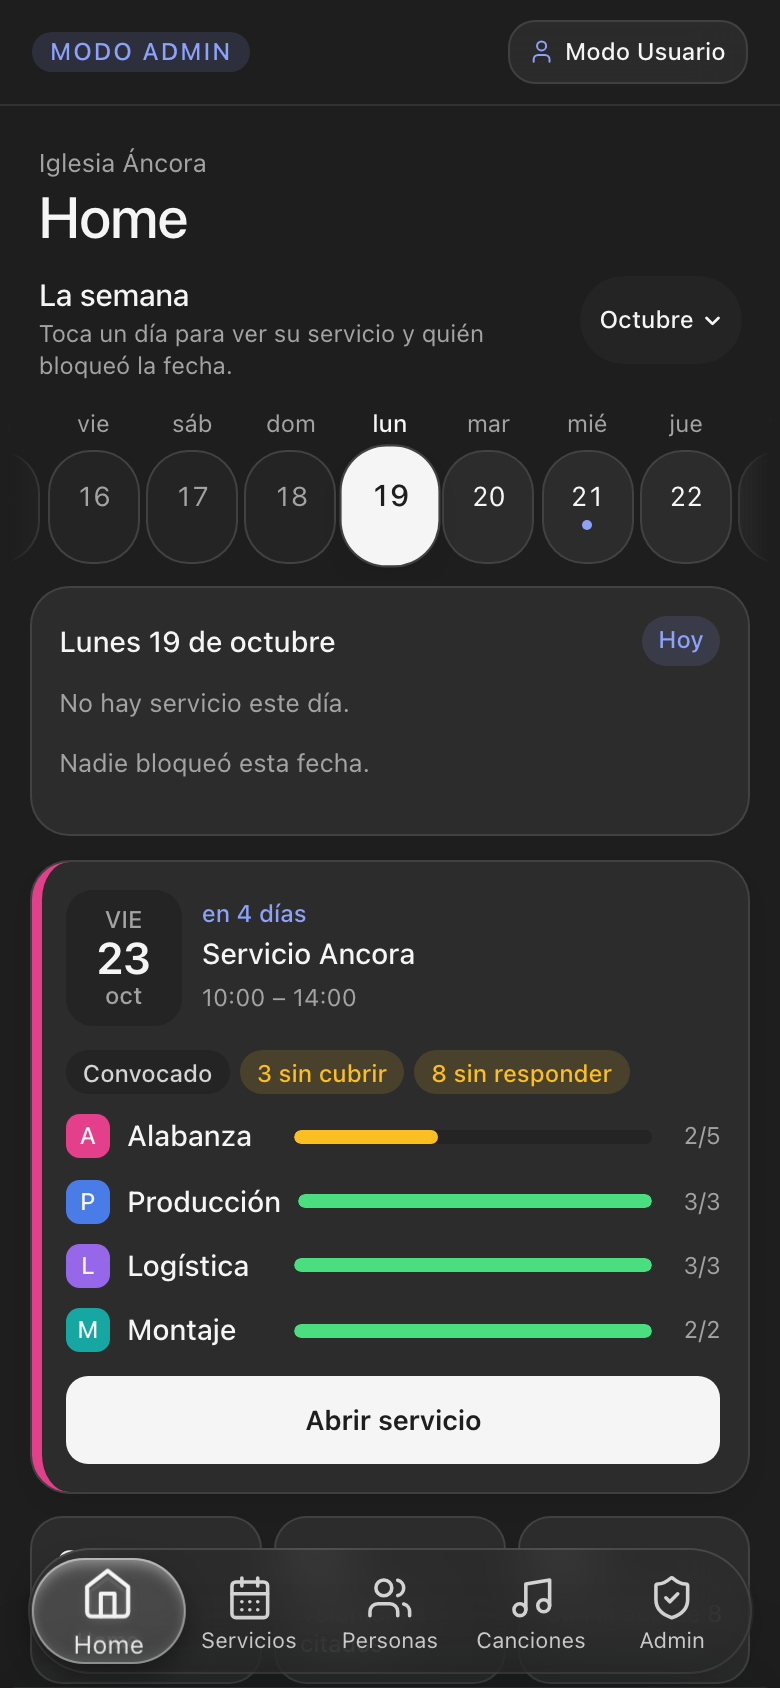 MODO ADMIN
Modo Usuario
Iglesia Áncora
Home
La semana
Toca un día para ver su servicio y quién
bloqueó la fecha.
Octubre
vie sáb dom lun mar mié jue
16 17 18 19 20 21 22
Lunes 19 de octubre
Hoy
No hay servicio este día.
Nadie bloqueó esta fecha.
VIE
23
oct
en 4 días
Servicio Ancora
10:00 – 14:00
Convocado 3 sin cubrir 8 sin responder
A Alabanza 2/5
P Producción 3/3
L Logística 3/3
M Montaje 2/2
Abrir servicio
Home Servicios Personas Canciones Admin